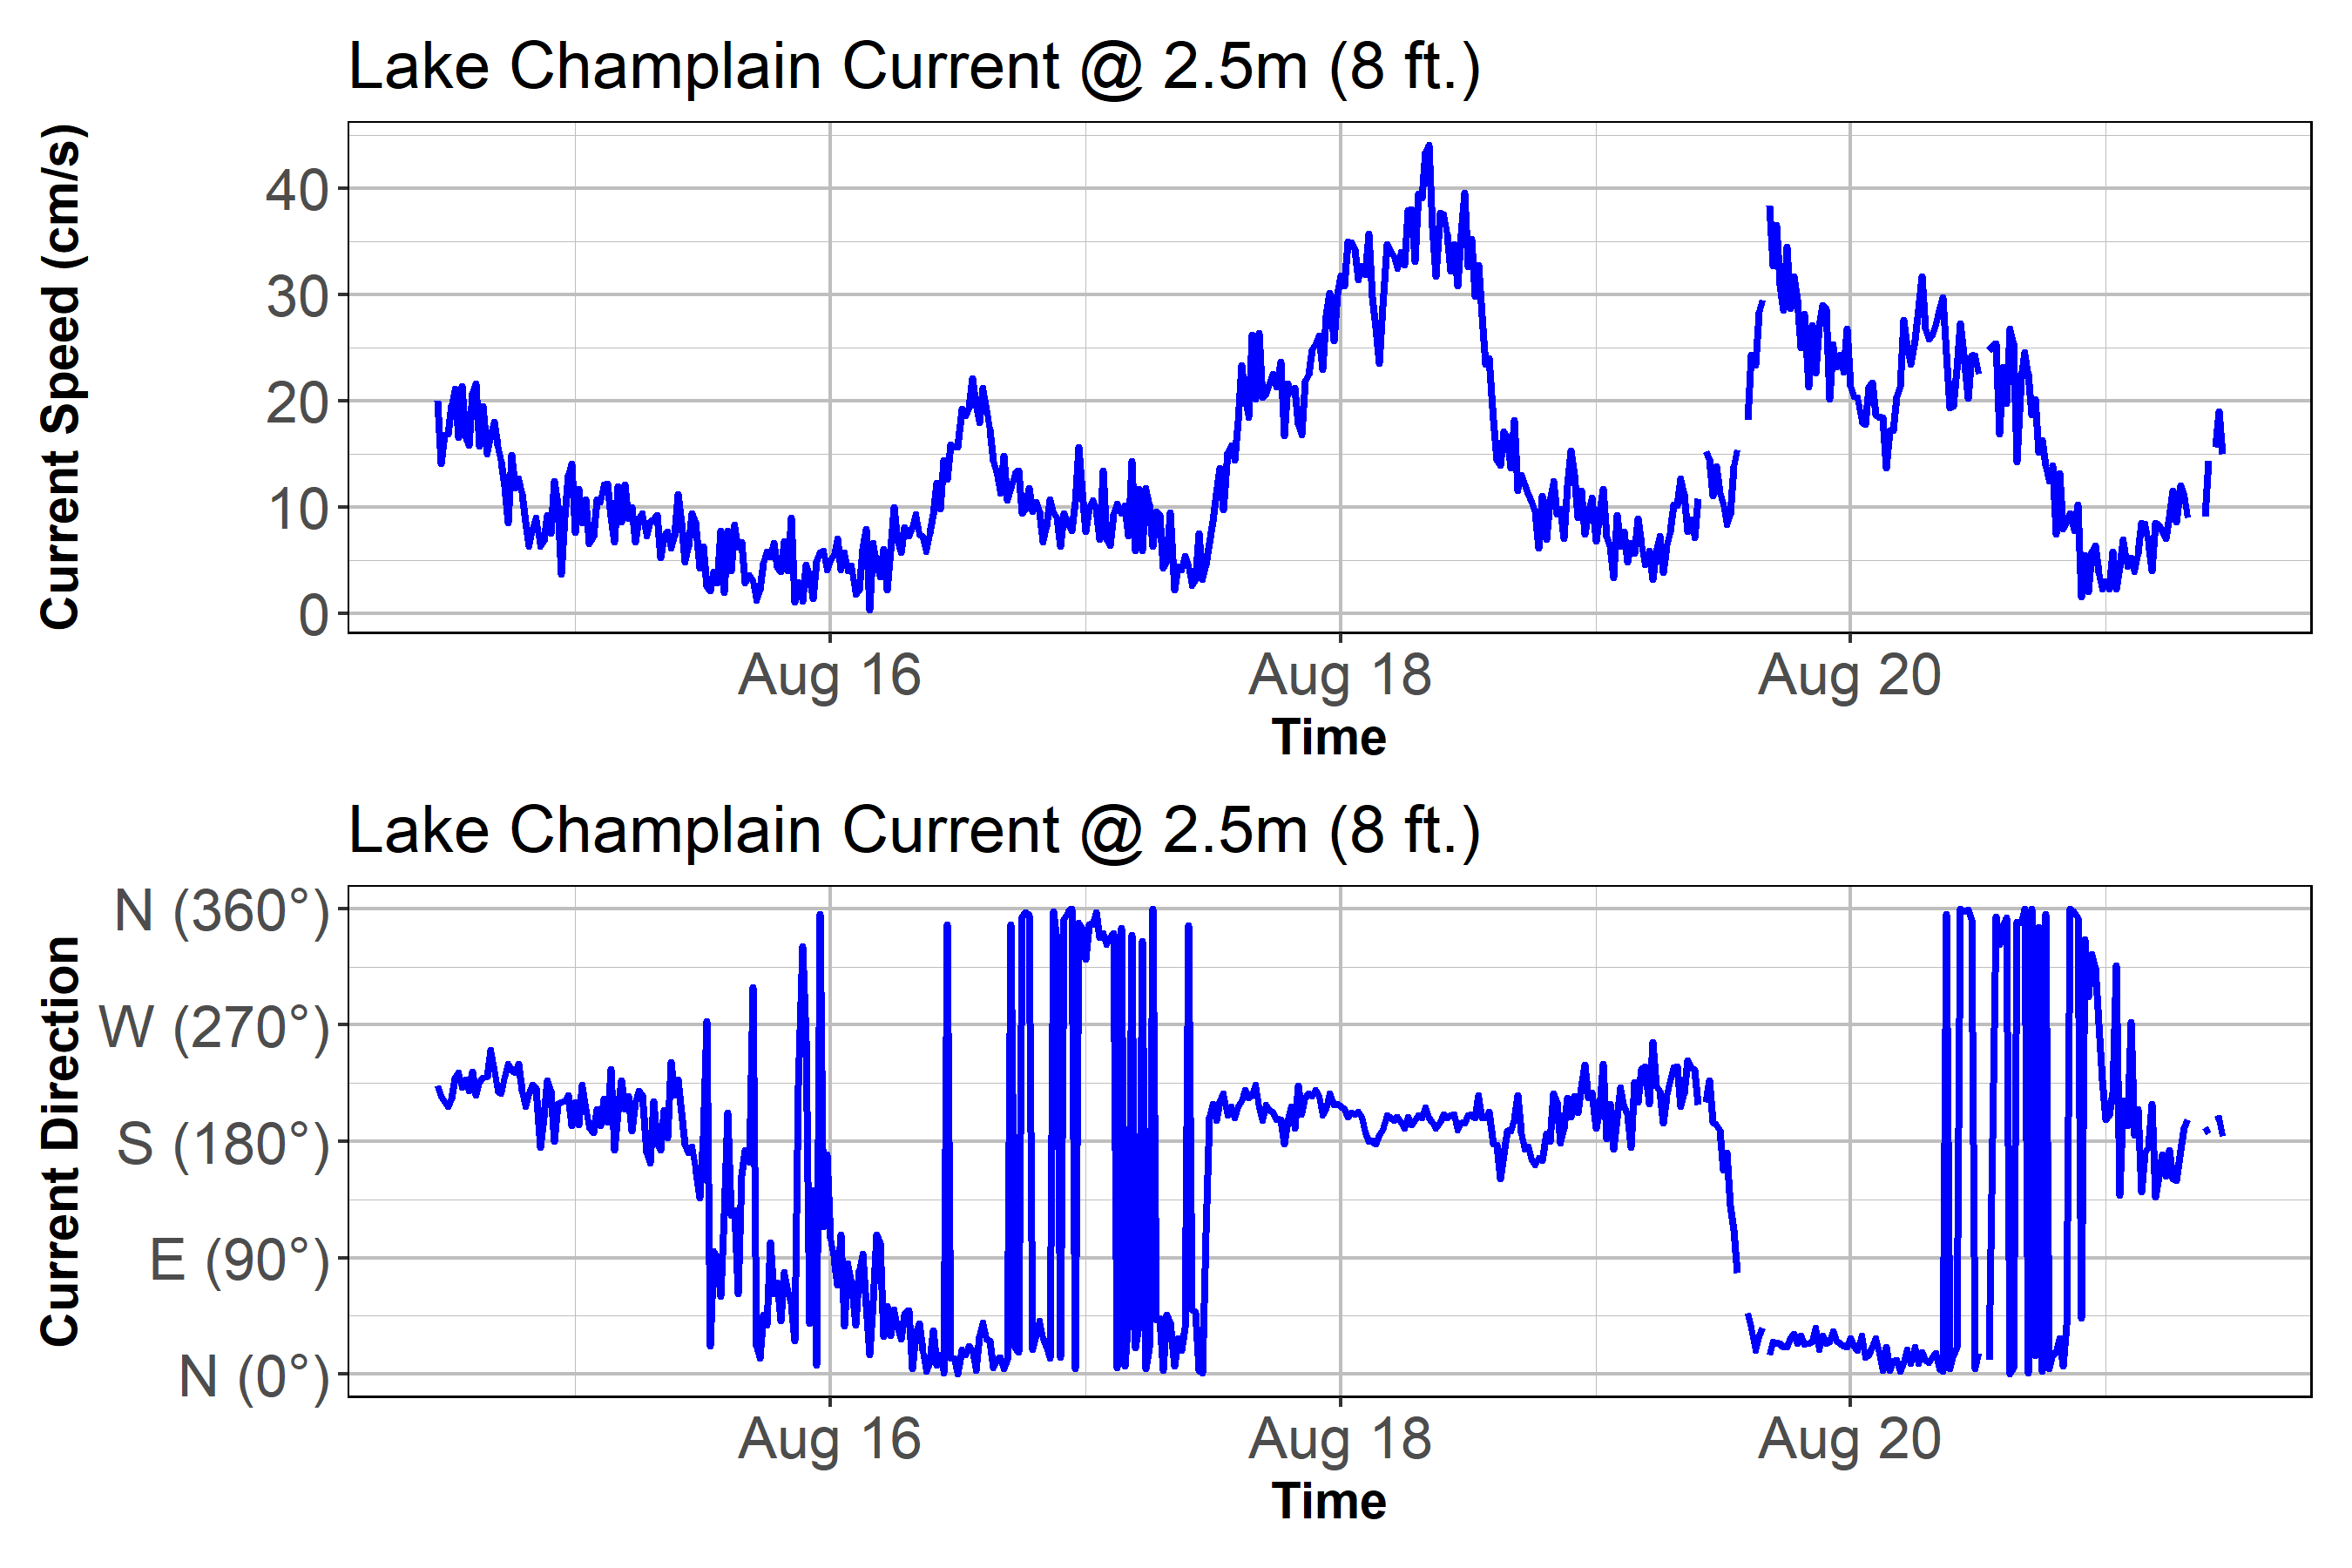 Lake Champlain Current @ 2.5m (8 ft.)
Current Speed (cm/s)
40
30
20
10
0
Aug 16 Aug 18 Aug 20
Time
Lake Champlain Current @ 2.5m (8 ft.)
Current Direction
N (360°)
W (270°)
S (180°)
E (90°)
N (0°)
Aug 16 Aug 18 Aug 20
Time